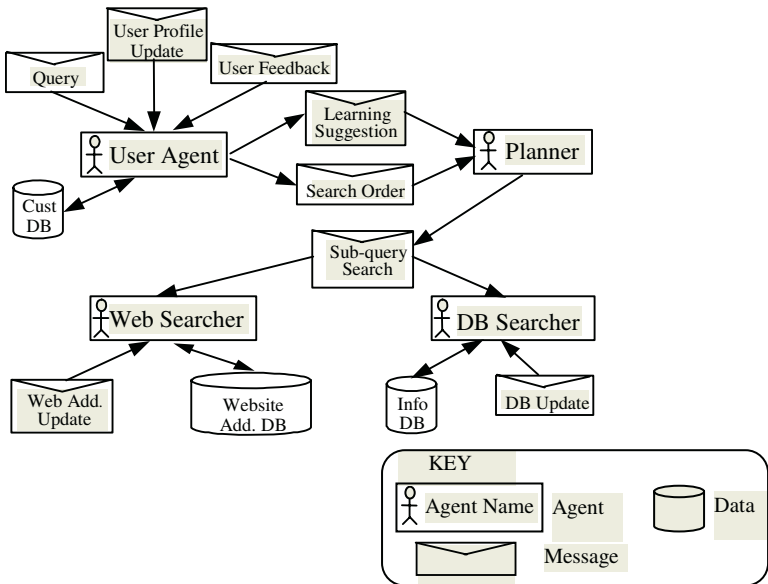 User Profile
Update
Query
User Feedback
User Agent
Learning
Suggestion
Planner
Search Order
Cust
DB
Sub-query
Search
Web Searcher
DB Searcher
Web Add.
Update
Website
Add. DB
Info
DB
DB Update
KEY
Agent Name
Agent
Data
Message